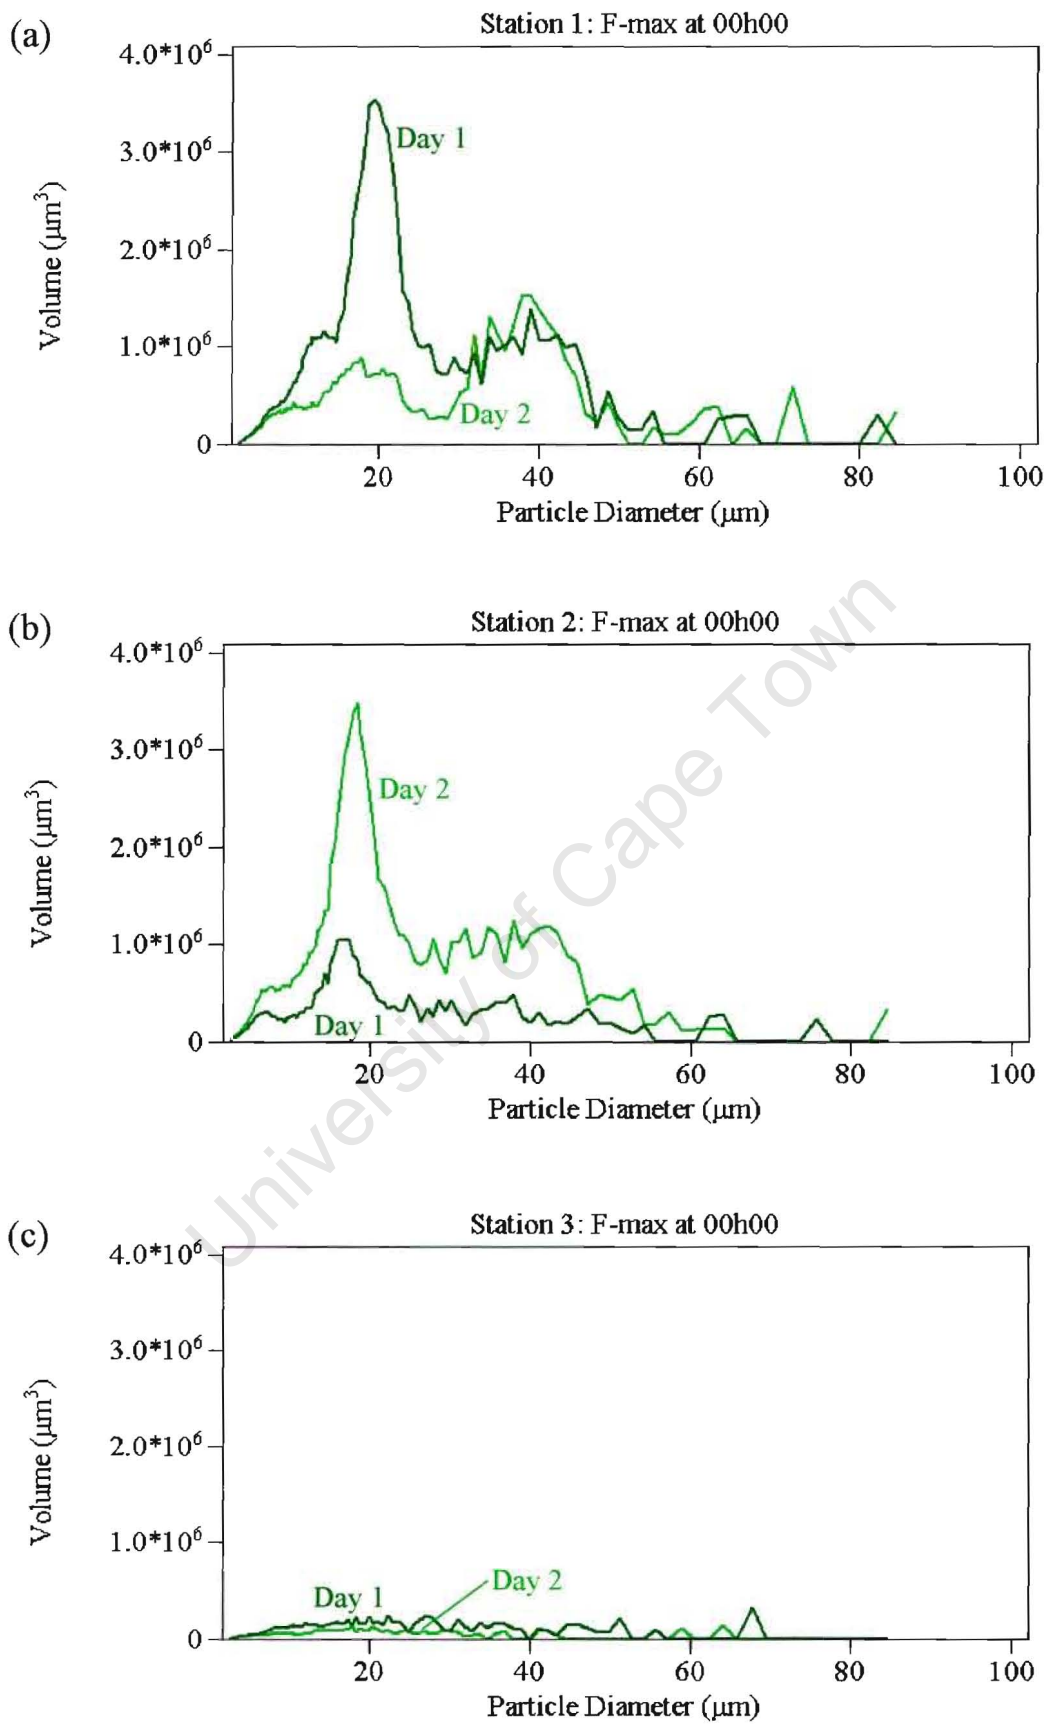 (a)
Station 1: F-max at 00h00
4.0*10⁶
3.0*10⁶
2.0*10⁶
1.0*10⁶
0
Volume (μm³)
Day 1
Day 2
20 40 60 80 100
Particle Diameter (μm)
(b)
Station 2: F-max at 00h00
4.0*10⁶
3.0*10⁶
2.0*10⁶
1.0*10⁶
0
Volume (μm³)
Day 2
Day 1
20 40 60 80 100
Particle Diameter (μm)
(c)
Station 3: F-max at 00h00
4.0*10⁶
3.0*10⁶
2.0*10⁶
1.0*10⁶
0
Volume (μm³)
Day 1
Day 2
20 40 60 80 100
Particle Diameter (μm)
University of Cape Town